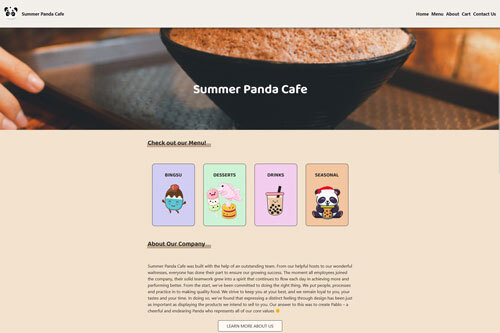 Summer Panda Cafe
Home Menu About Cart Contact Us
Summer Panda Cafe
Check out our Menu!...
BINGSU
DESSERTS
DRINKS
SEASONAL
About Our Company...
Summer Panda Cafe was built with the help of an outstanding team. From our helpful hosts to our wonderful
waitresses, everyone has done their part to ensure our growing success. The moment all employees joined
the company, their solid teamwork grew into a spirit that continues to flow each day in achieving more and
performing better. From the start, we've been committed to doing the right thing. We put people, processes
and practice in to making quality food. We strive to keep you at your best, and we remain loyal to you, your
tastes and your time. In doing so, we've found that expressing a distinct feeling through design has been just
as important as displaying the products we intend to sell to you. Our answer to this was to create Pablo – a
cheerful and endearing Panda who represents all of our core values 🙂
LEARN MORE ABOUT US